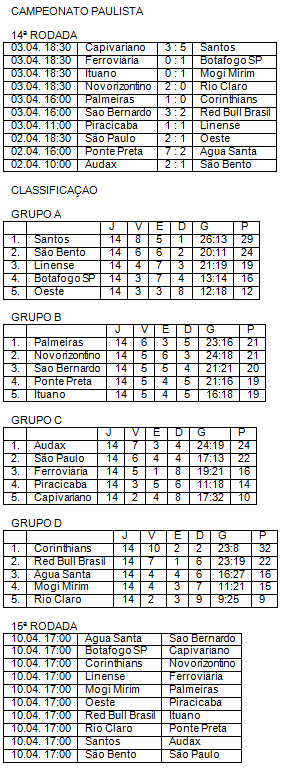 CAMPEONATO PAULISTA
14ª RODADA
03.04. 18:30 Capivariano 3 : 5 Santos
03.04. 18:30 Ferroviária 0 : 1 Botafogo SP
03.04. 18:30 Ituano 0 : 1 Mogi Mirim
03.04. 18:30 Novorizontino 2 : 0 Rio Claro
03.04. 16:00 Palmeiras 1 : 0 Corinthians
03.04. 16:00 Sao Bernardo 3 : 2 Red Bull Brasil
03.04. 11:00 Piracicaba 1 : 1 Linense
02.04. 18:30 São Paulo 2 : 1 Oeste
02.04. 16:00 Ponte Preta 7 : 2 Agua Santa
02.04. 10:00 Audax 2 : 1 São Bento
CLASSIFICAÇAO
GRUPO A
J V E D G P
1. Santos 14 8 5 1 26:13 29
2. São Bento 14 6 6 2 20:11 24
3. Linense 14 4 7 3 21:19 19
4. Botafogo SP 14 3 7 4 13:14 16
5. Oeste 14 3 3 8 12:18 12
GRUPO B
J V E D G P
1. Palmeiras 14 6 3 5 23:16 21
2. Novorizontino 14 5 6 3 24:18 21
3. Sao Bernardo 14 5 5 4 21:21 20
4. Ponte Preta 14 5 4 5 21:16 19
5. Ituano 14 5 4 5 16:18 19
GRUPO C
J V E D G P
1. Audax 14 7 3 4 24:19 24
2. São Paulo 14 6 4 4 17:13 22
3. Ferroviária 14 5 1 8 19:21 16
4. Piracicaba 14 3 5 6 11:18 14
5. Capivariano 14 2 4 8 17:32 10
GRUPO D
J V E D G P
1. Corinthians 14 10 2 2 23:8 32
2. Red Bull Brasil 14 7 1 6 23:19 22
3. Agua Santa 14 4 4 6 16:27 16
4. Mogi Mirim 14 4 3 7 11:21 15
5. Rio Claro 14 2 3 9 9:25 9
15ª RODADA
10.04. 17:00 Agua Santa Sao Bernardo
10.04. 17:00 Botafogo SP Capivariano
10.04. 17:00 Corinthians Novorizontino
10.04. 17:00 Linense Ferroviária
10.04. 17:00 Mogi Mirim Palmeiras
10.04. 17:00 Oeste Piracicaba
10.04. 17:00 Red Bull Brasil Ituano
10.04. 17:00 Rio Claro Ponte Preta
10.04. 17:00 Santos Audax
10.04. 17:00 São Bento São Paulo